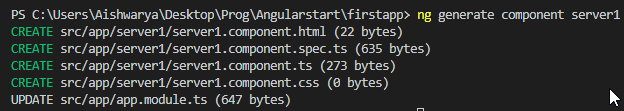 PS C:\Users\Aishwarya\Desktop\Prog\Angularstart\firstapp> ng generate component server1
CREATE src/app/server1/server1.component.html (22 bytes)
CREATE src/app/server1/server1.component.spec.ts (635 bytes)
CREATE src/app/server1/server1.component.ts (273 bytes)
CREATE src/app/server1/server1.component.css (0 bytes)
UPDATE src/app/app.module.ts (647 bytes)